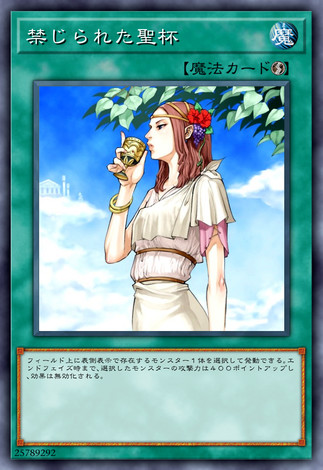 禁じられた聖杯
魔
【魔法カード】
フィールド上に表側表示で存在するモンスター1体を選択して発動できる。エ
ンドフェイズ時まで、選択したモンスターの攻撃力は400ポイントアップし
、効果は無効化される。
25789292